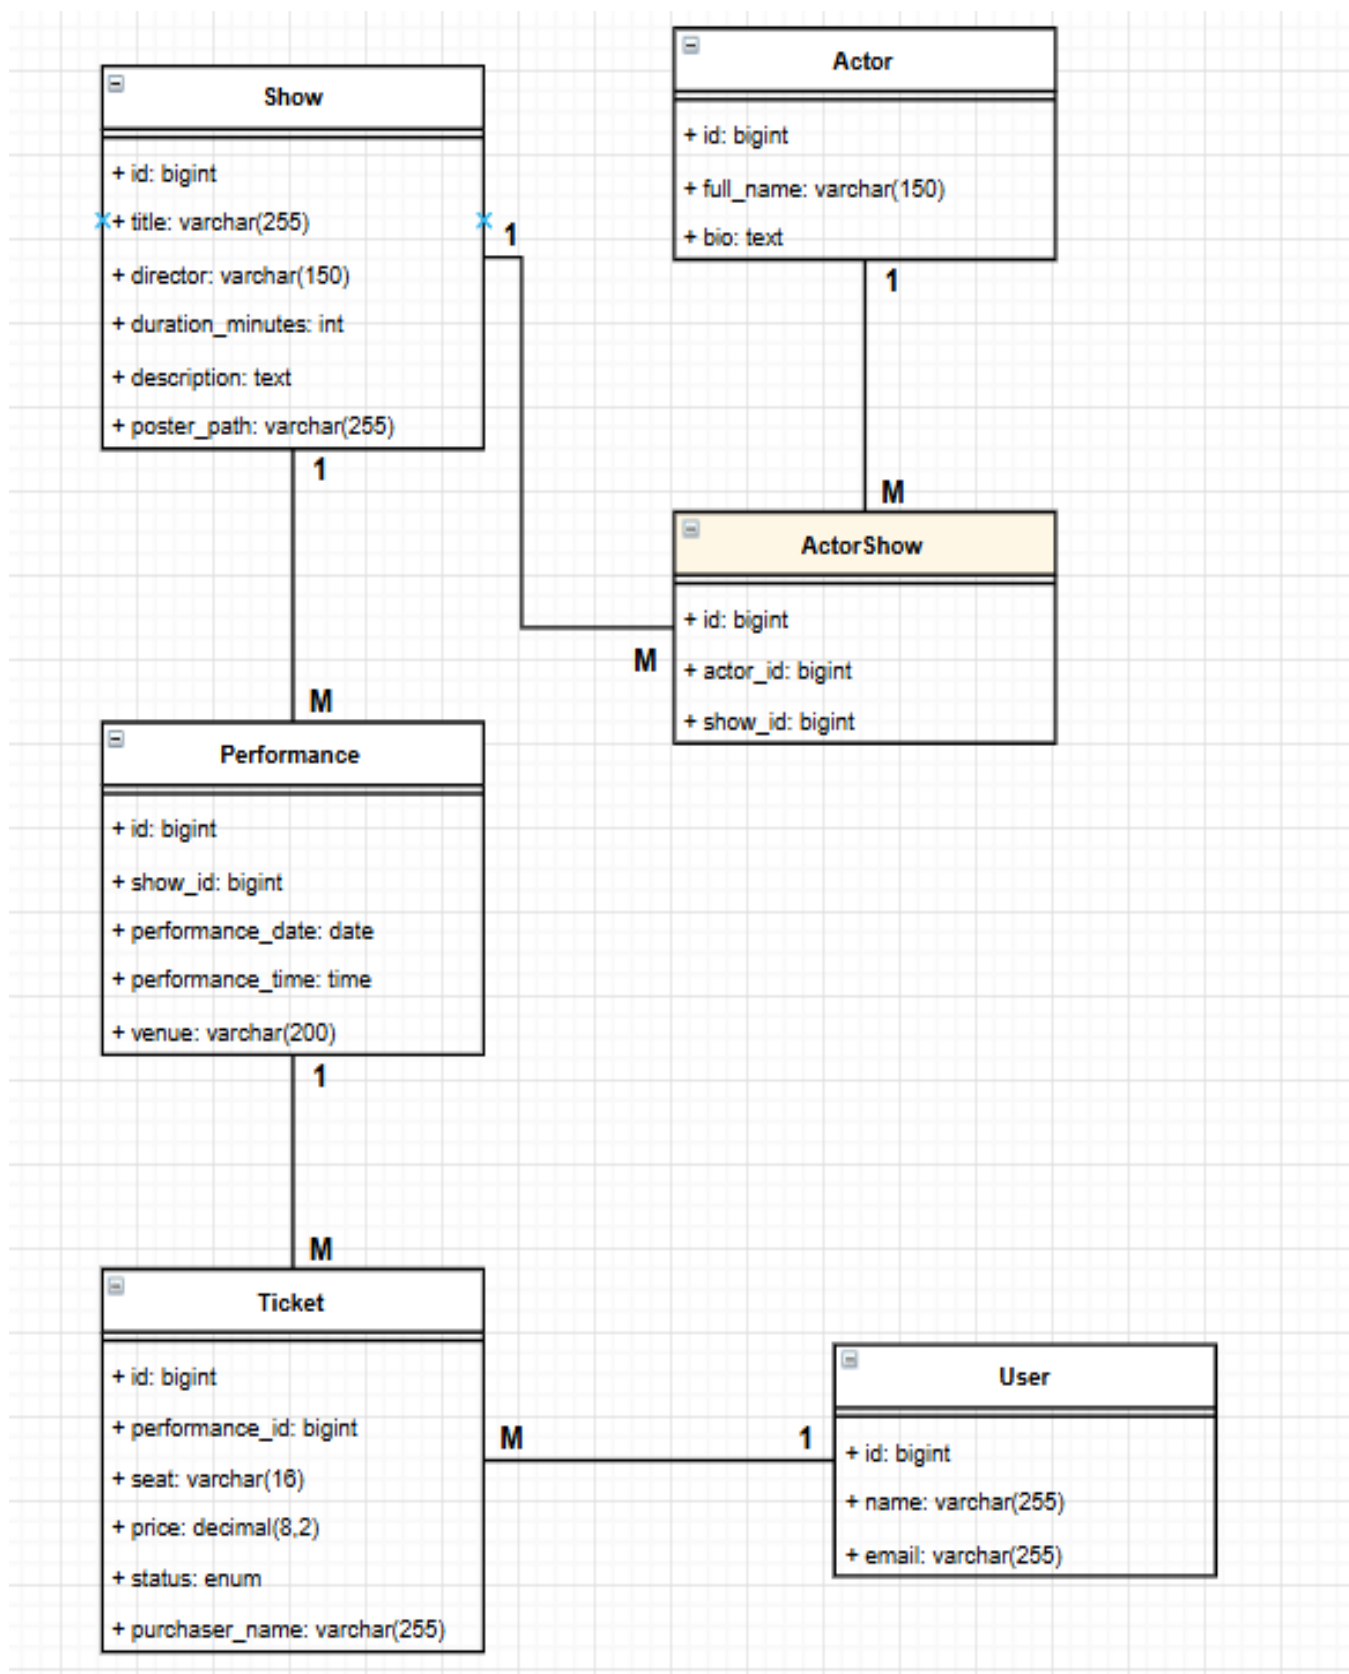 Show
+ id: bigint
+ title: varchar(255)
+ director: varchar(150)
+ duration_minutes: int
+ description: text
+ poster_path: varchar(255)
1
1
Actor
+ id: bigint
+ full_name: varchar(150)
+ bio: text
1
M
ActorShow
+ id: bigint
+ actor_id: bigint
+ show_id: bigint
M
M
Performance
+ id: bigint
+ show_id: bigint
+ performance_date: date
+ performance_time: time
+ venue: varchar(200)
1
M
Ticket
+ id: bigint
+ performance_id: bigint
+ seat: varchar(16)
+ price: decimal(8,2)
+ status: enum
+ purchaser_name: varchar(255)
M
1
User
+ id: bigint
+ name: varchar(255)
+ email: varchar(255)